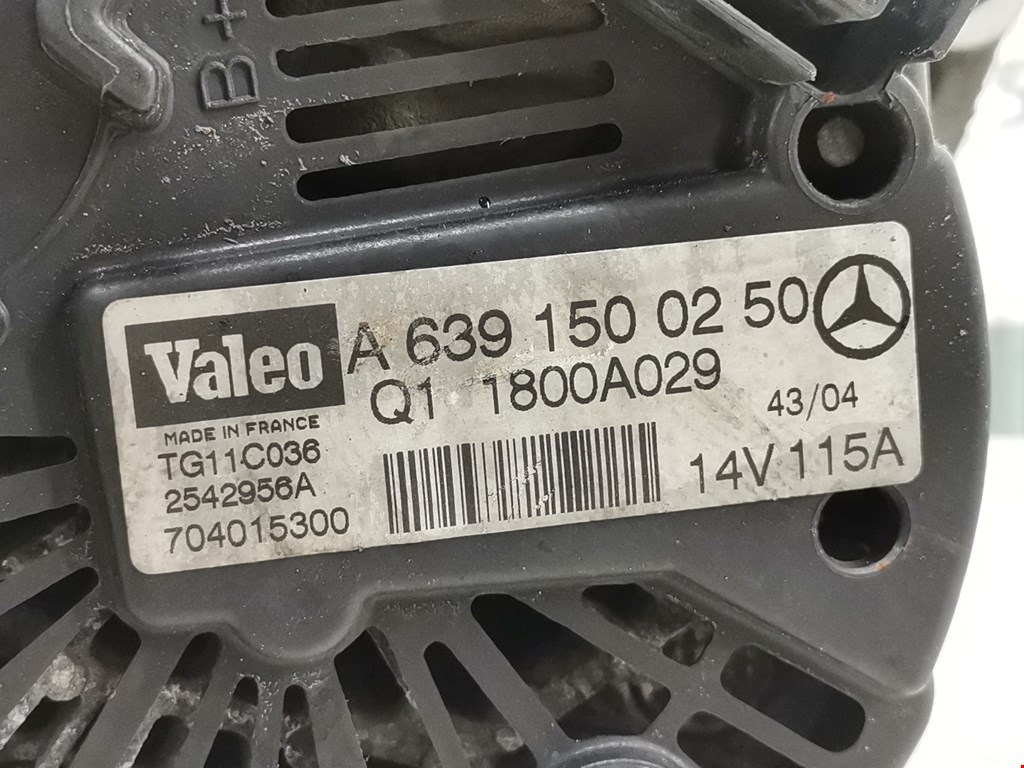 B+
Valeo A 639 150 02 50
Q1 1800A029 43/04
MADE IN FRANCE
TG11C036
2542956A 14V 115A
704015300